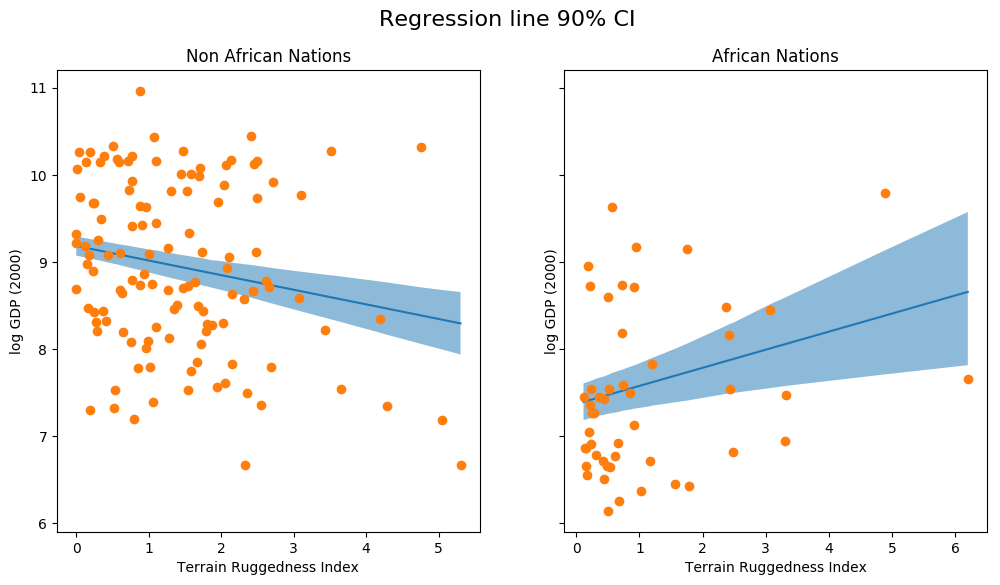 Regression line 90% CI
Non African Nations
African Nations
log GDP (2000)
11
10
9
8
7
6
0 1 2 3 4 5
Terrain Ruggedness Index
log GDP (2000)
0 1 2 3 4 5 6
Terrain Ruggedness Index